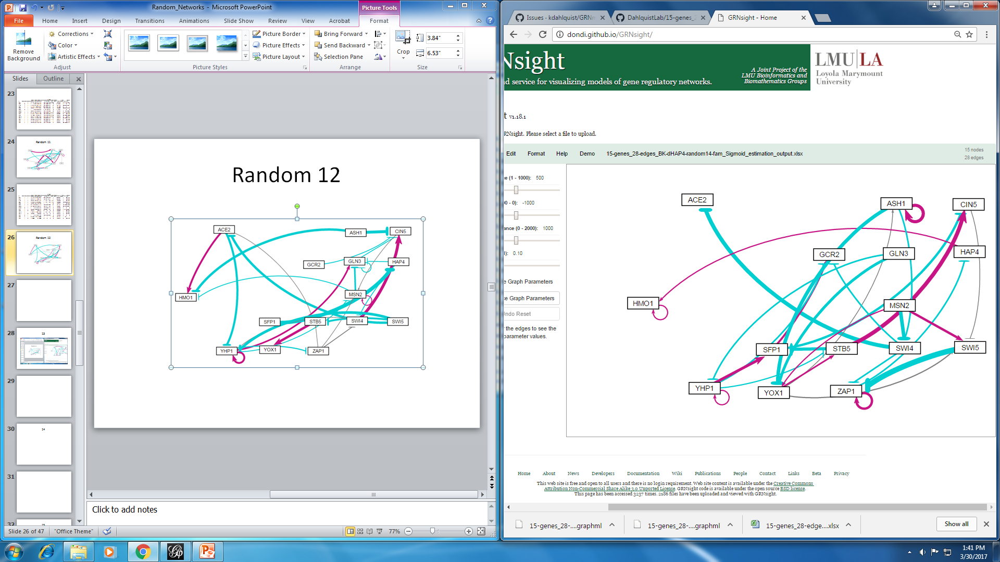 Random_Networks - Microsoft PowerPoint
Picture Tools
File Home Insert Design Transitions Animations Slide Show Review View Acrobat Format
Remove Background
Corrections
Color
Artistic Effects
Adjust
Picture Styles
Picture Border
Picture Effects
Picture Layout
Bring Forward
Send Backward
Selection Pane
Arrange
Crop
3.84"
6.53"
Size
Slides Outline
23
24
Random 11
25
26
Random 12
27
28
13
29
30
14
31
32
Random 12
ACE2
ASH1
CIN5
GCR2
GLN3
HAP4
HMO1
MSN2
SFP1
STB5
SWI4
SWI5
YHP1
YOX1
ZAP1
Click to add notes
Slide 26 of 47 "Office Theme" 77%
Issues · kdahlquist/GRNm
DahlquistLab/15-genes_2
GRNsight - Home
dondi.github.io/GRNsight/
Nsight
nd service for visualizing models of gene regulatory networks.
A Joint Project of the
LMU Bioinformatics and
Biomathematics Groups
LMU|LA
Loyola Marymount
University
t v1.18.1
RNsight. Please select a file to upload.
Edit Format Help Demo 15-genes_28-edges_BK-dHAP4-random14-fam_Sigmoid_estimation_output.xlsx
15 nodes
28 edges
ce (1 - 1000): 500
00 - 0): -1000
ance (0 - 2000): 1000
l): 0.10
e Graph Parameters
ce Graph Parameters
Undo Reset
r the edges to see the
parameter values.
ACE2
ASH1
CIN5
GCR2
GLN3
HAP4
HMO1
MSN2
SFP1
STB5
SWI4
SWI5
YHP1
YOX1
ZAP1
Home About News Developers Documentation Wiki Publications People Contact Links Beta Privacy
This web site is free and open to all users and there is no login requirement. Web site content is available under the Creative Commons
Attribution Non-Commercial Share Alike 3.0 Unported License. GRNsight code is available under the open source BSD license.
This page has been accessed 3237 times. 2186 files have been uploaded and viewed with GRNsight.
15-genes_28-....graphml
15-genes_28-....graphml
15-genes_28-edge....xlsx
Show all
1:41 PM
3/30/2017